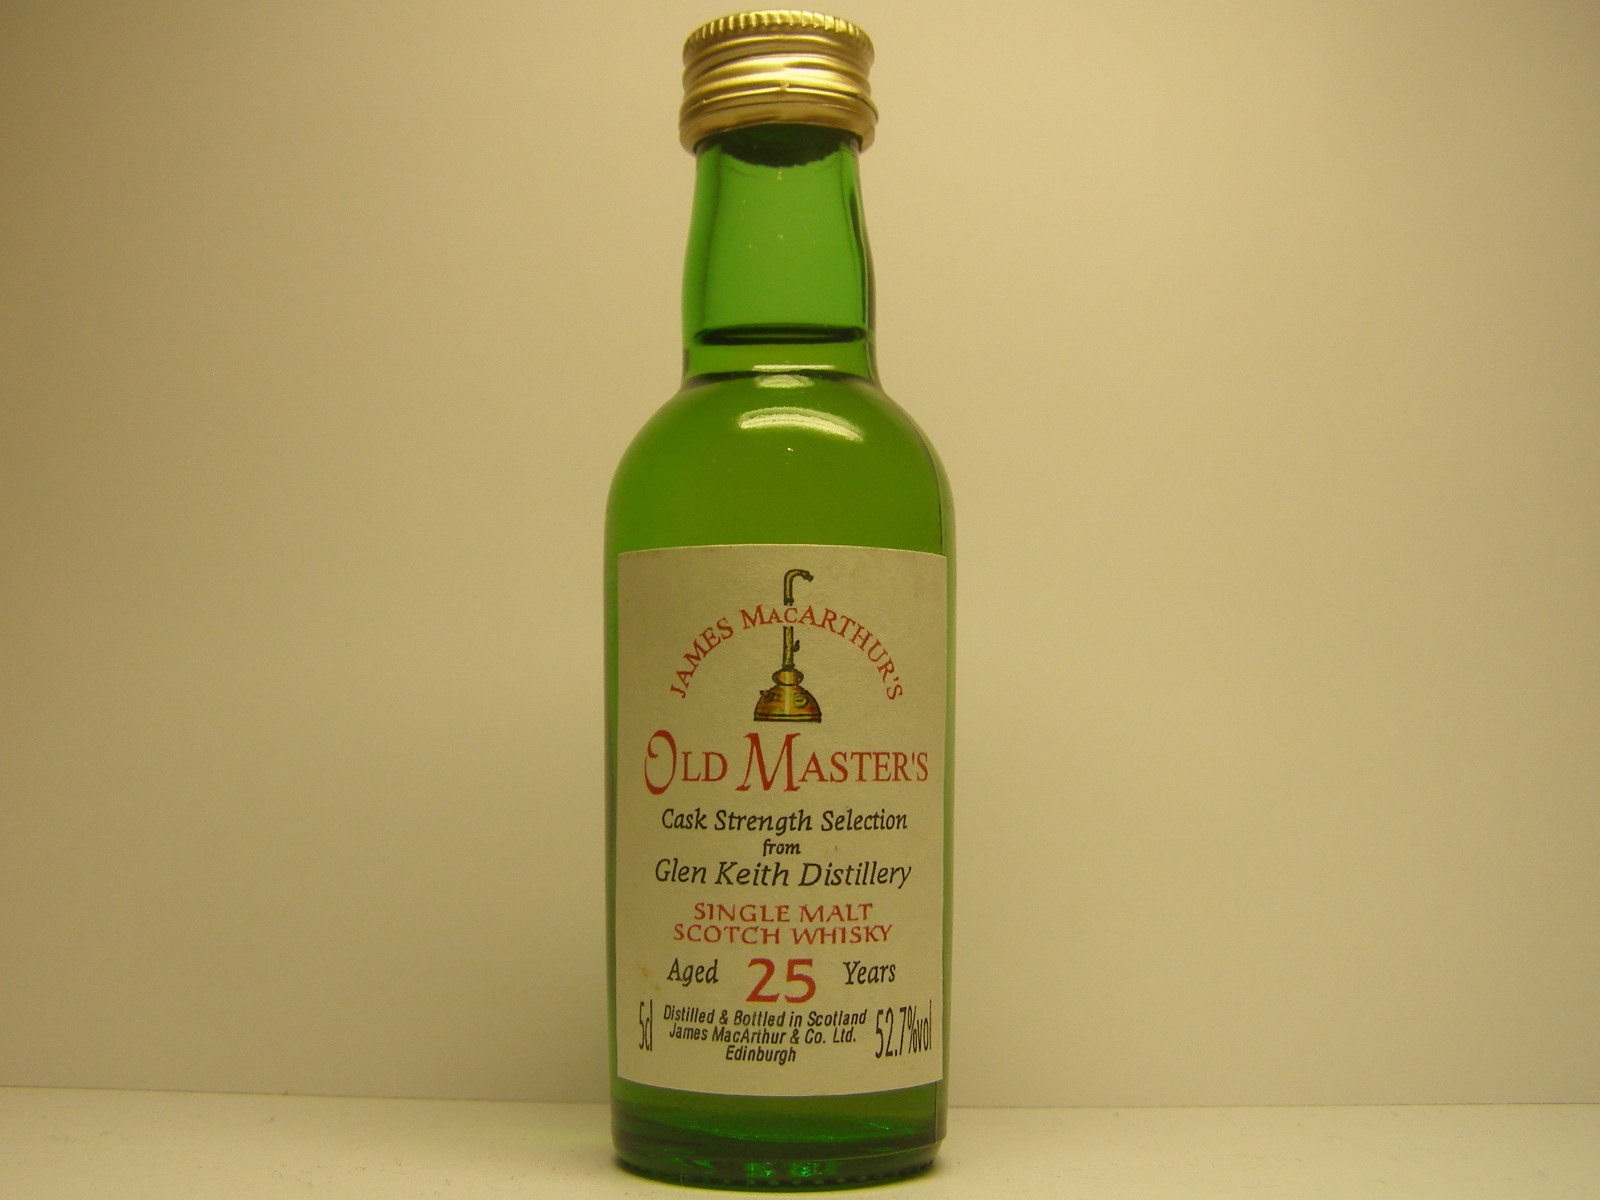 JAMES MACARTHUR'S
OLD MASTER'S
Cask Strength Selection
from
Glen Keith Distillery
SINGLE MALT
SCOTCH WHISKY
Aged 25 Years
5cl
Distilled & Bottled in Scotland
James MacArthur & Co. Ltd.
Edinburgh
52.7%vol